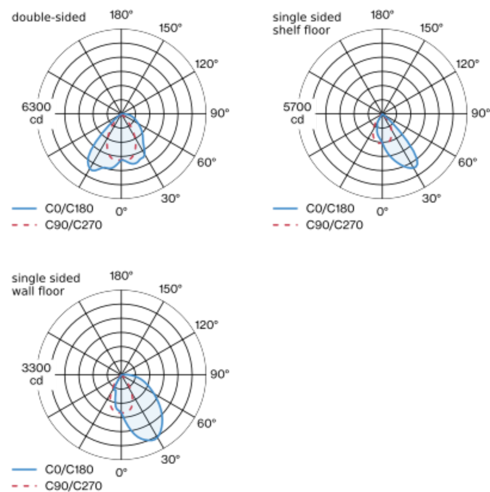 double-sided
180°
150°
120°
6300
cd
90°
60°
30°
0°
C0/C180
C90/C270
single sided
shelf floor
180°
150°
120°
5700
cd
90°
60°
30°
0°
C0/C180
C90/C270
single sided
wall floor
180°
150°
120°
3300
cd
90°
60°
30°
0°
C0/C180
C90/C270